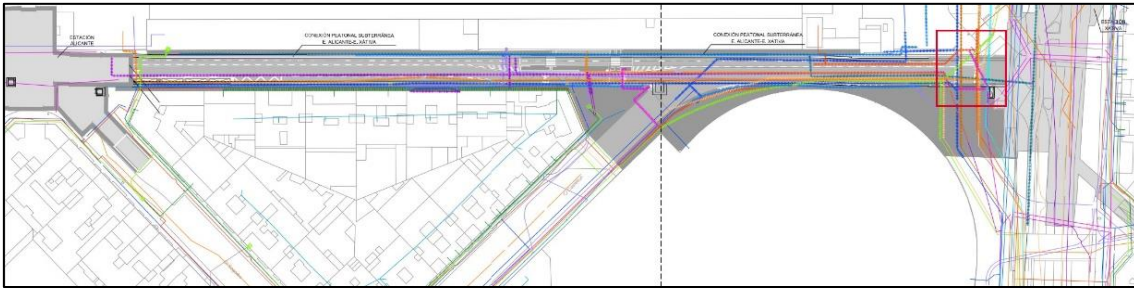 ESTACIÓN
ALICANTE
CONEXIÓN PEATONAL SUBTERRÁNEA
E. ALICANTE-E. XÀTIVA
CONEXIÓN PEATONAL SUBTERRÁNEA
E. ALICANTE-E. XÀTIVA
ESTACIÓN
XÀTIVA